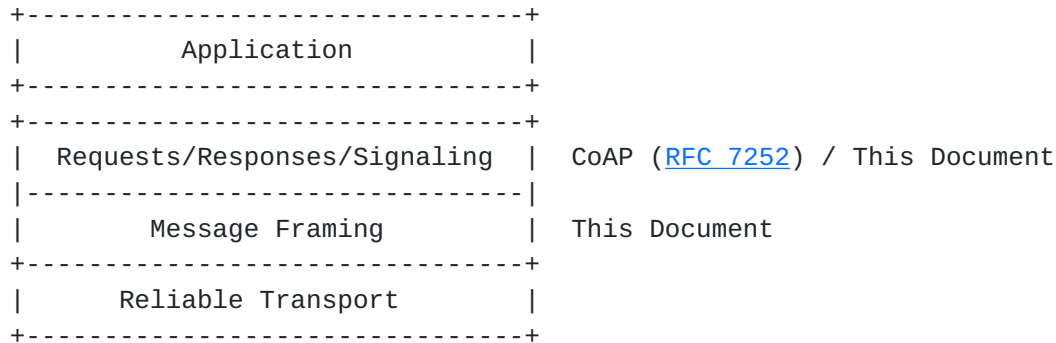 +--------------------------------+
|          Application           |
+--------------------------------+
+--------------------------------+
|  Requests/Responses/Signaling  |  CoAP (RFC 7252) / This Document
|--------------------------------|
|        Message Framing         |  This Document
+--------------------------------+
|      Reliable Transport        |
+--------------------------------+